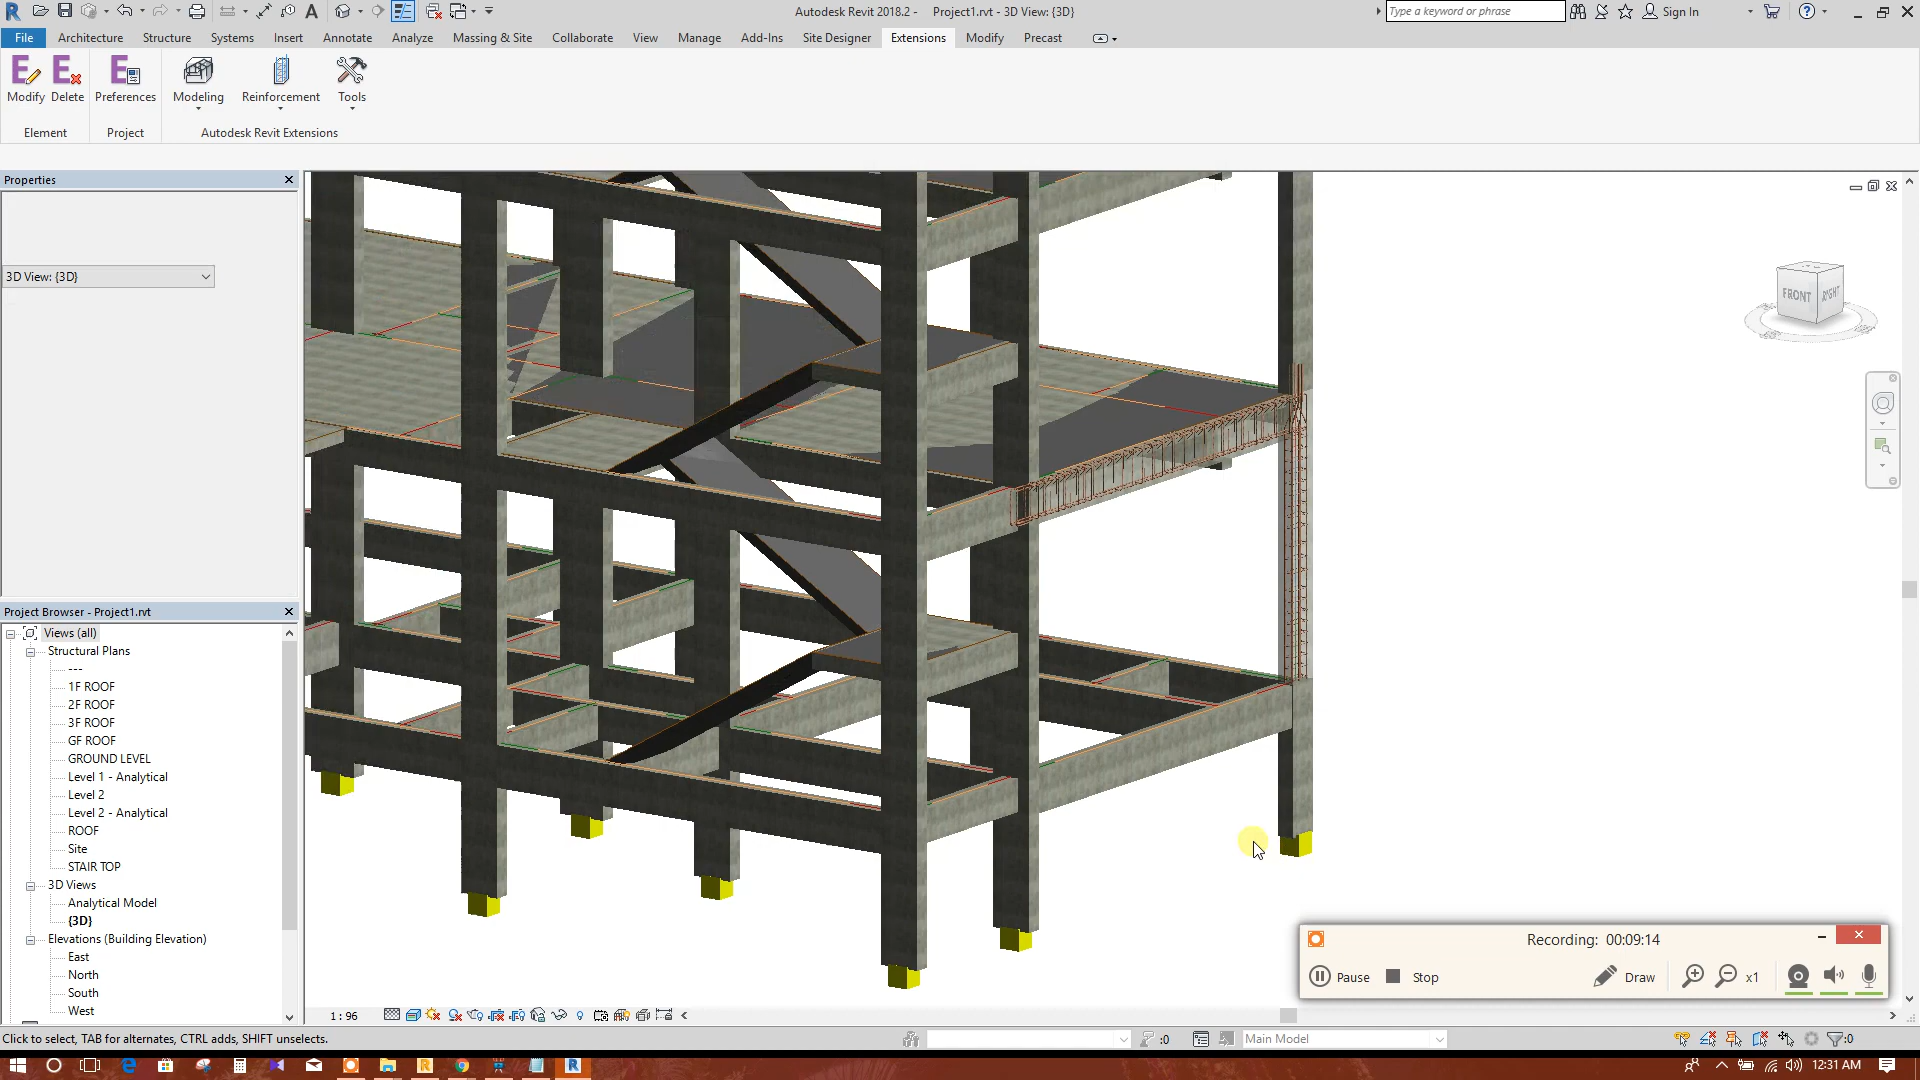 Autodesk Revit 2018.2 - Project1.rvt - 3D View: {3D}
Type a keyword or phrase
Sign In
File Architecture Structure Systems Insert Annotate Analyze Massing & Site Collaborate View Manage Add-Ins Site Designer Extensions Modify Precast
Modify Delete Preferences Modeling Reinforcement Tools
Element Project Autodesk Revit Extensions
Properties
3D View: {3D}
FRONT RIGHT
Project Browser - Project1.rvt
Views (all)
Structural Plans
---
1F ROOF
2F ROOF
3F ROOF
GF ROOF
GROUND LEVEL
Level 1 - Analytical
Level 2
Level 2 - Analytical
ROOF
Site
STAIR TOP
3D Views
Analytical Model
{3D}
Elevations (Building Elevation)
East
North
South
West
Recording: 00:09:14
Pause Stop Draw x1
1 : 96
Click to select, TAB for alternates, CTRL adds, SHIFT unselects.
:0
Main Model
:0
12:31 AM